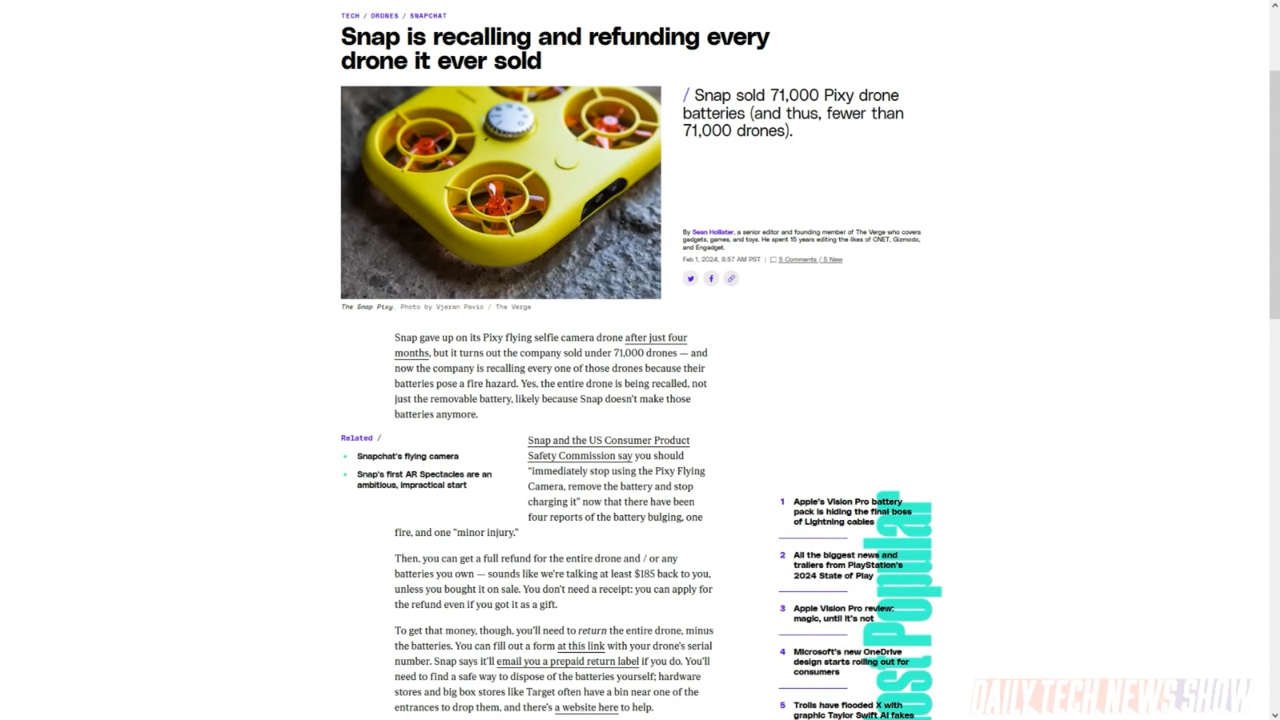 TECH / DRONES / SNAPCHAT
Snap is recalling and refunding every
drone it ever sold
/ Snap sold 71,000 Pixy drone
batteries (and thus, fewer than
71,000 drones).
By Sean Hollister, a senior editor and founding member of The Verge who covers
gadgets, games, and toys. He spent 15 years editing the likes of CNET, Gizmodo,
and Engadget.
Feb 1, 2024, 8:57 AM PST | 5 Comments / 5 New
The Snap Pixy. Photo by Vjeran Pavic / The Verge
Snap gave up on its Pixy flying selfie camera drone after just four
months, but it turns out the company sold under 71,000 drones — and
now the company is recalling every one of those drones because their
batteries pose a fire hazard. Yes, the entire drone is being recalled, not
just the removable battery, likely because Snap doesn't make those
batteries anymore.
Related /
Snapchat's flying camera
Snap's first AR Spectacles are an
ambitious, impractical start
Snap and the US Consumer Product
Safety Commission say you should
"immediately stop using the Pixy Flying
Camera, remove the battery and stop
charging it" now that there have been
four reports of the battery bulging, one
fire, and one "minor injury."
Then, you can get a full refund for the entire drone and / or any
batteries you own — sounds like we're talking at least $185 back to you,
unless you bought it on sale. You don't need a receipt: you can apply for
the refund even if you got it as a gift.
To get that money, though, you'll need to return the entire drone, minus
the batteries. You can fill out a form at this link with your drone's serial
number. Snap says it'll email you a prepaid return label if you do. You'll
need to find a safe way to dispose of the batteries yourself; hardware
stores and big box stores like Target often have a bin near one of the
entrances to drop them, and there's a website here to help.
Most Popular
1 Apple's Vision Pro battery
pack is hiding the final boss
of Lightning cables
2 All the biggest news and
trailers from PlayStation's
2024 State of Play
3 Apple Vision Pro review:
magic, until it's not
4 Microsoft's new OneDrive
design starts rolling out for
consumers
5 Trolls have flooded X with
graphic Taylor Swift AI fakes
DAILY TECH NEWS SHOW